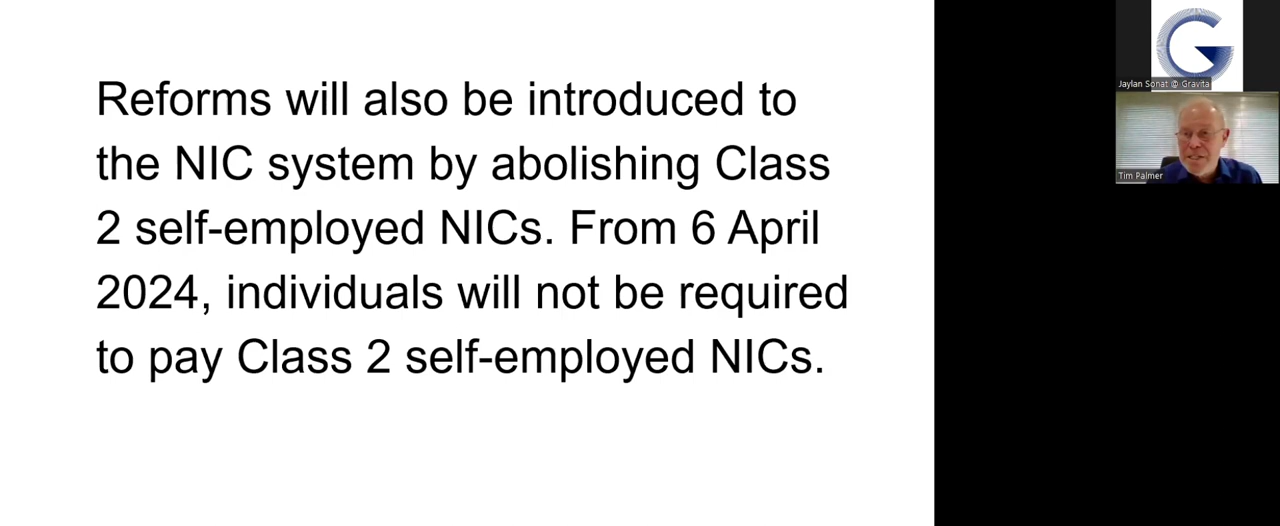 Reforms will also be introduced to
the NIC system by abolishing Class
2 self-employed NICs. From 6 April
2024, individuals will not be required
to pay Class 2 self-employed NICs.
G
Jaylan Sonat @ Gravita
Tim Palmer